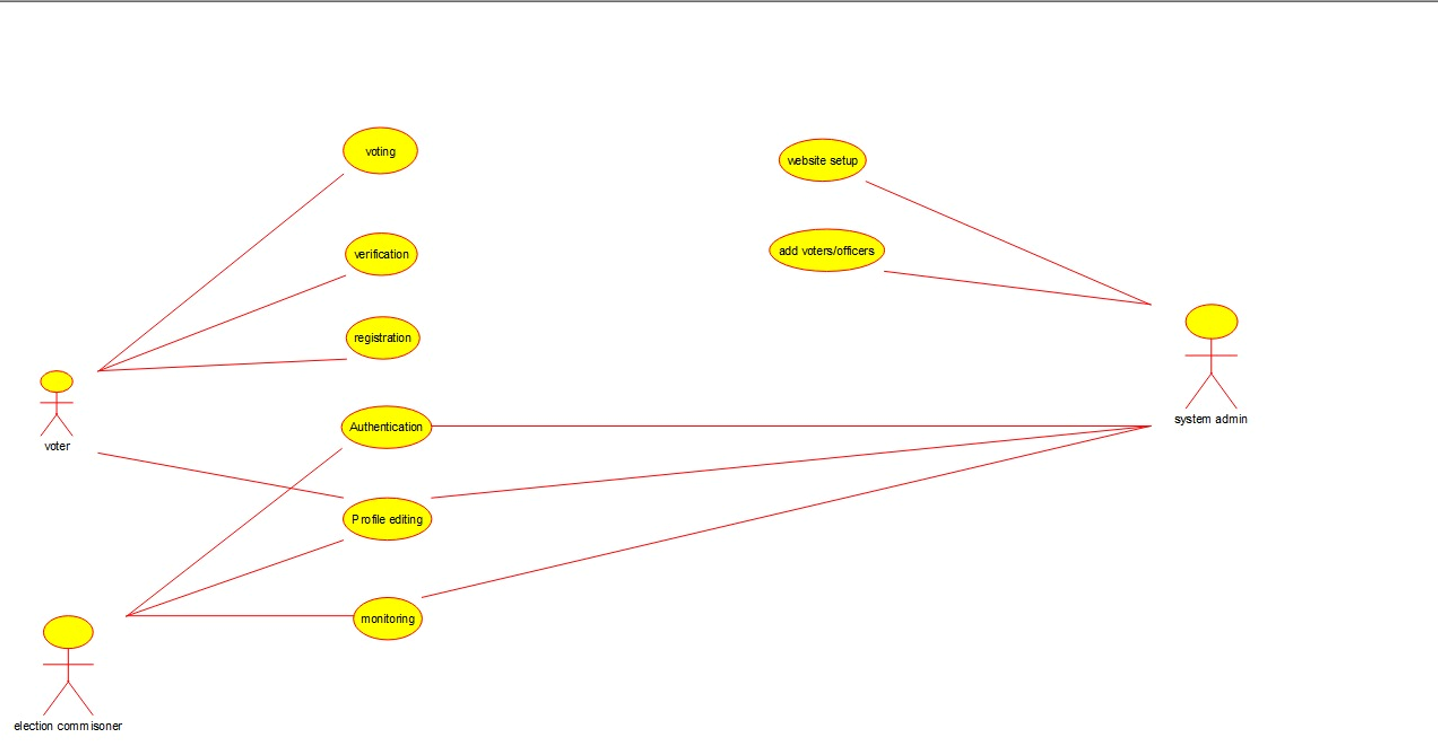 voting
website setup
verification
add voters/officers
registration
voter
Authentication
system admin
Profile editing
monitoring
election commisoner